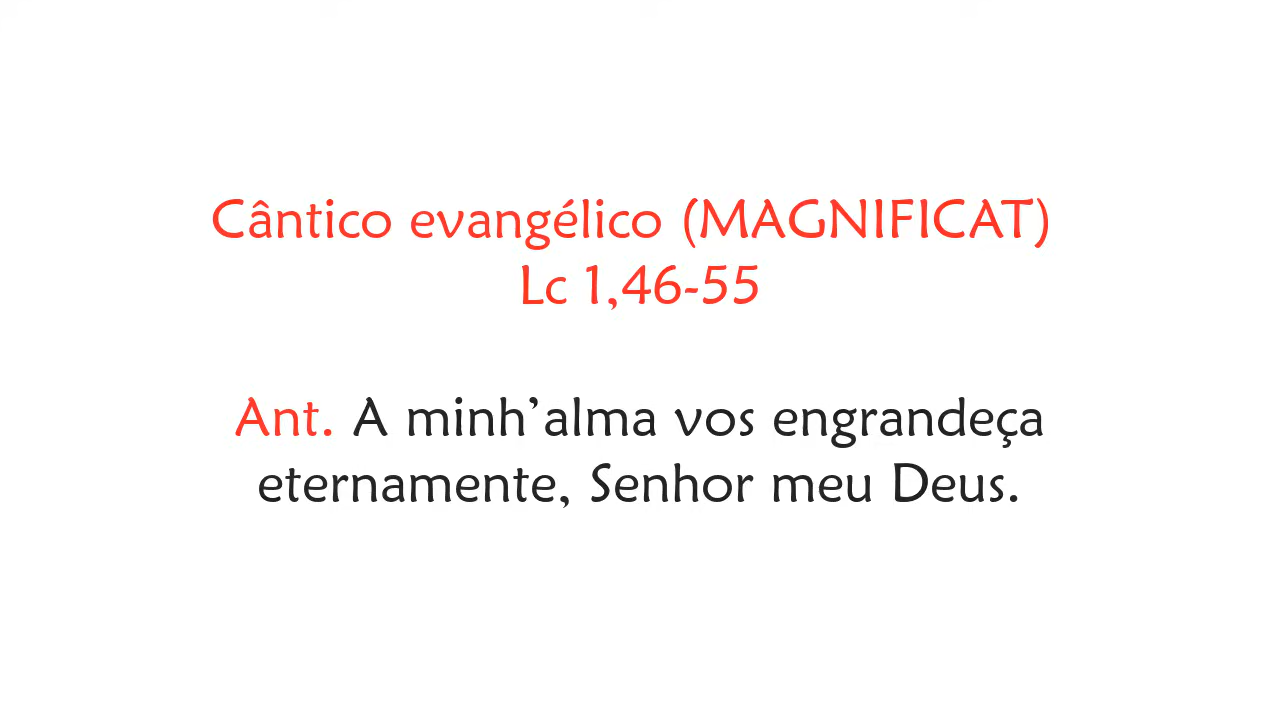 Cântico evangélico (MAGNIFICAT)
Lc 1,46-55
Ant. A minh’alma vos engrandeça
eternamente, Senhor meu Deus.